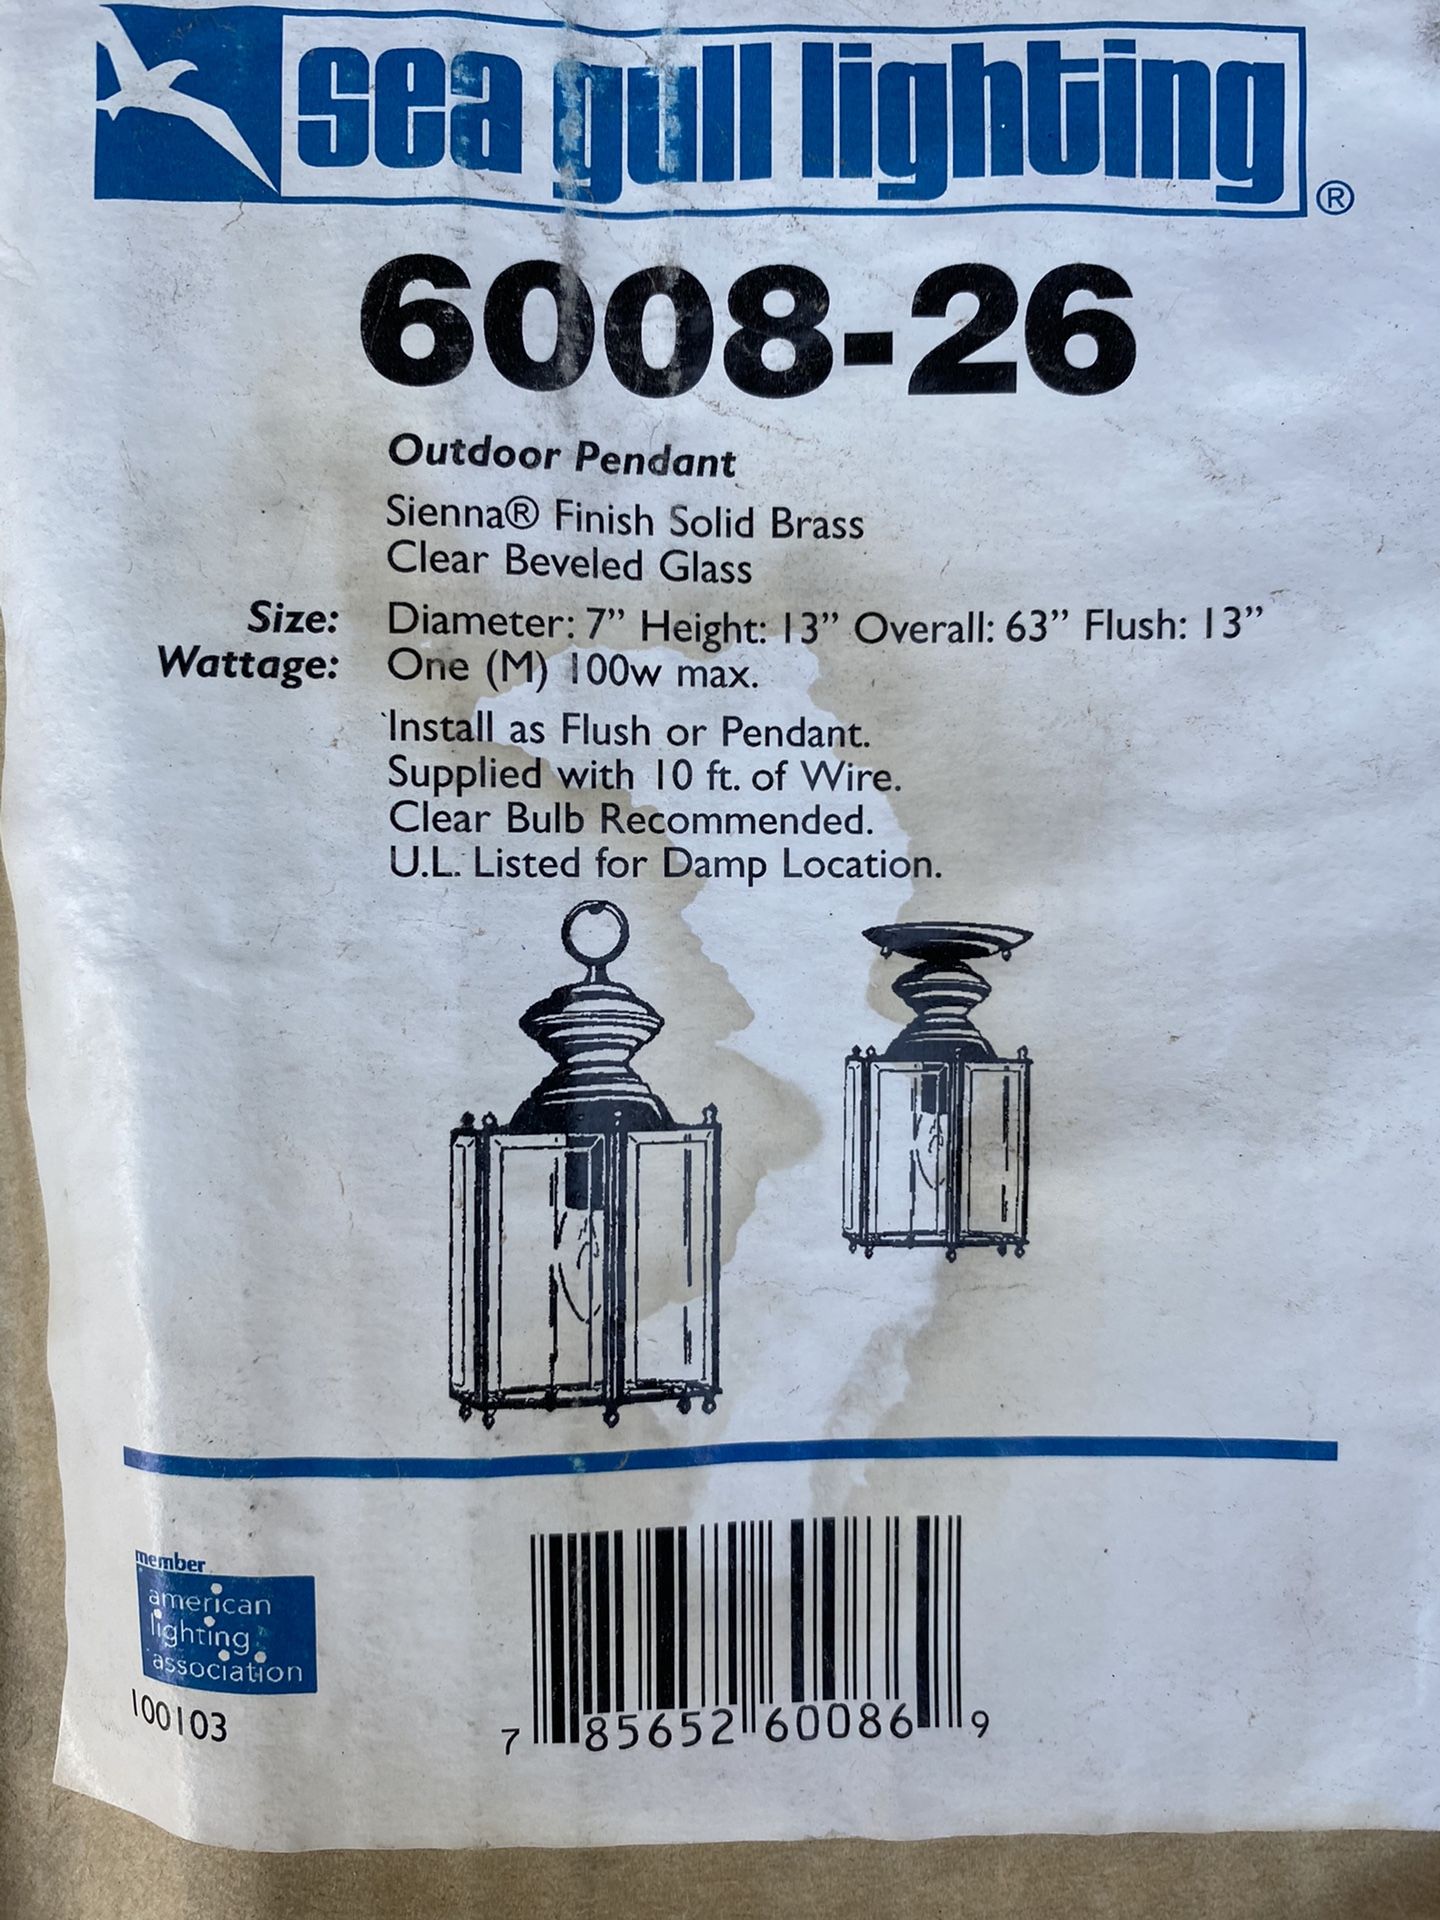 sea gull lighting ®
6008-26
Outdoor Pendant
Sienna® Finish Solid Brass
Clear Beveled Glass
Size: Diameter: 7” Height: 13” Overall: 63” Flush: 13”
Wattage: One (M) 100w max.
Install as Flush or Pendant.
Supplied with 10 ft. of Wire.
Clear Bulb Recommended.
U.L. Listed for Damp Location.
member
american
lighting
association
100103
7 85652 60086 9